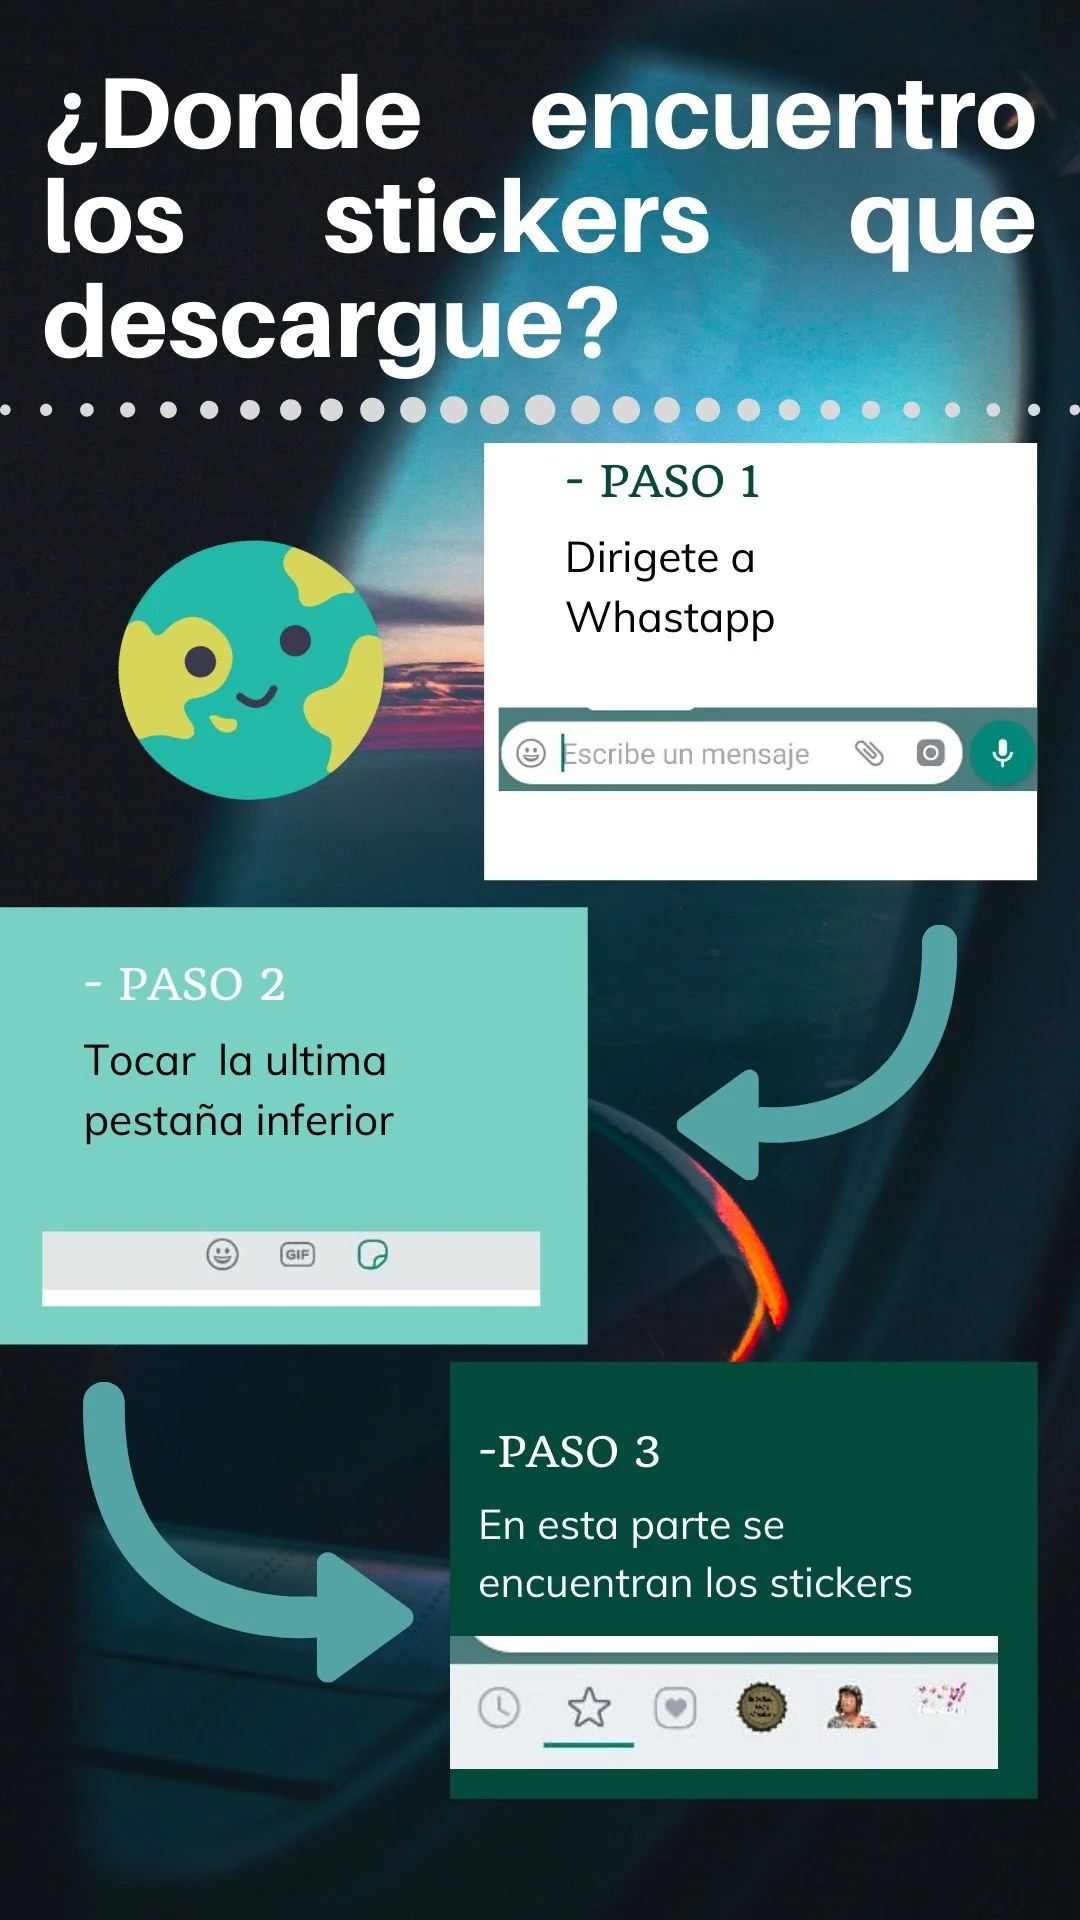 ¿Donde encuentro
los stickers que
descargue?
- PASO 1
Dirigete a
Whastapp
Escribe un mensaje
- PASO 2
Tocar la ultima
pestaña inferior
GIF
-PASO 3
En esta parte se
encuentran los stickers